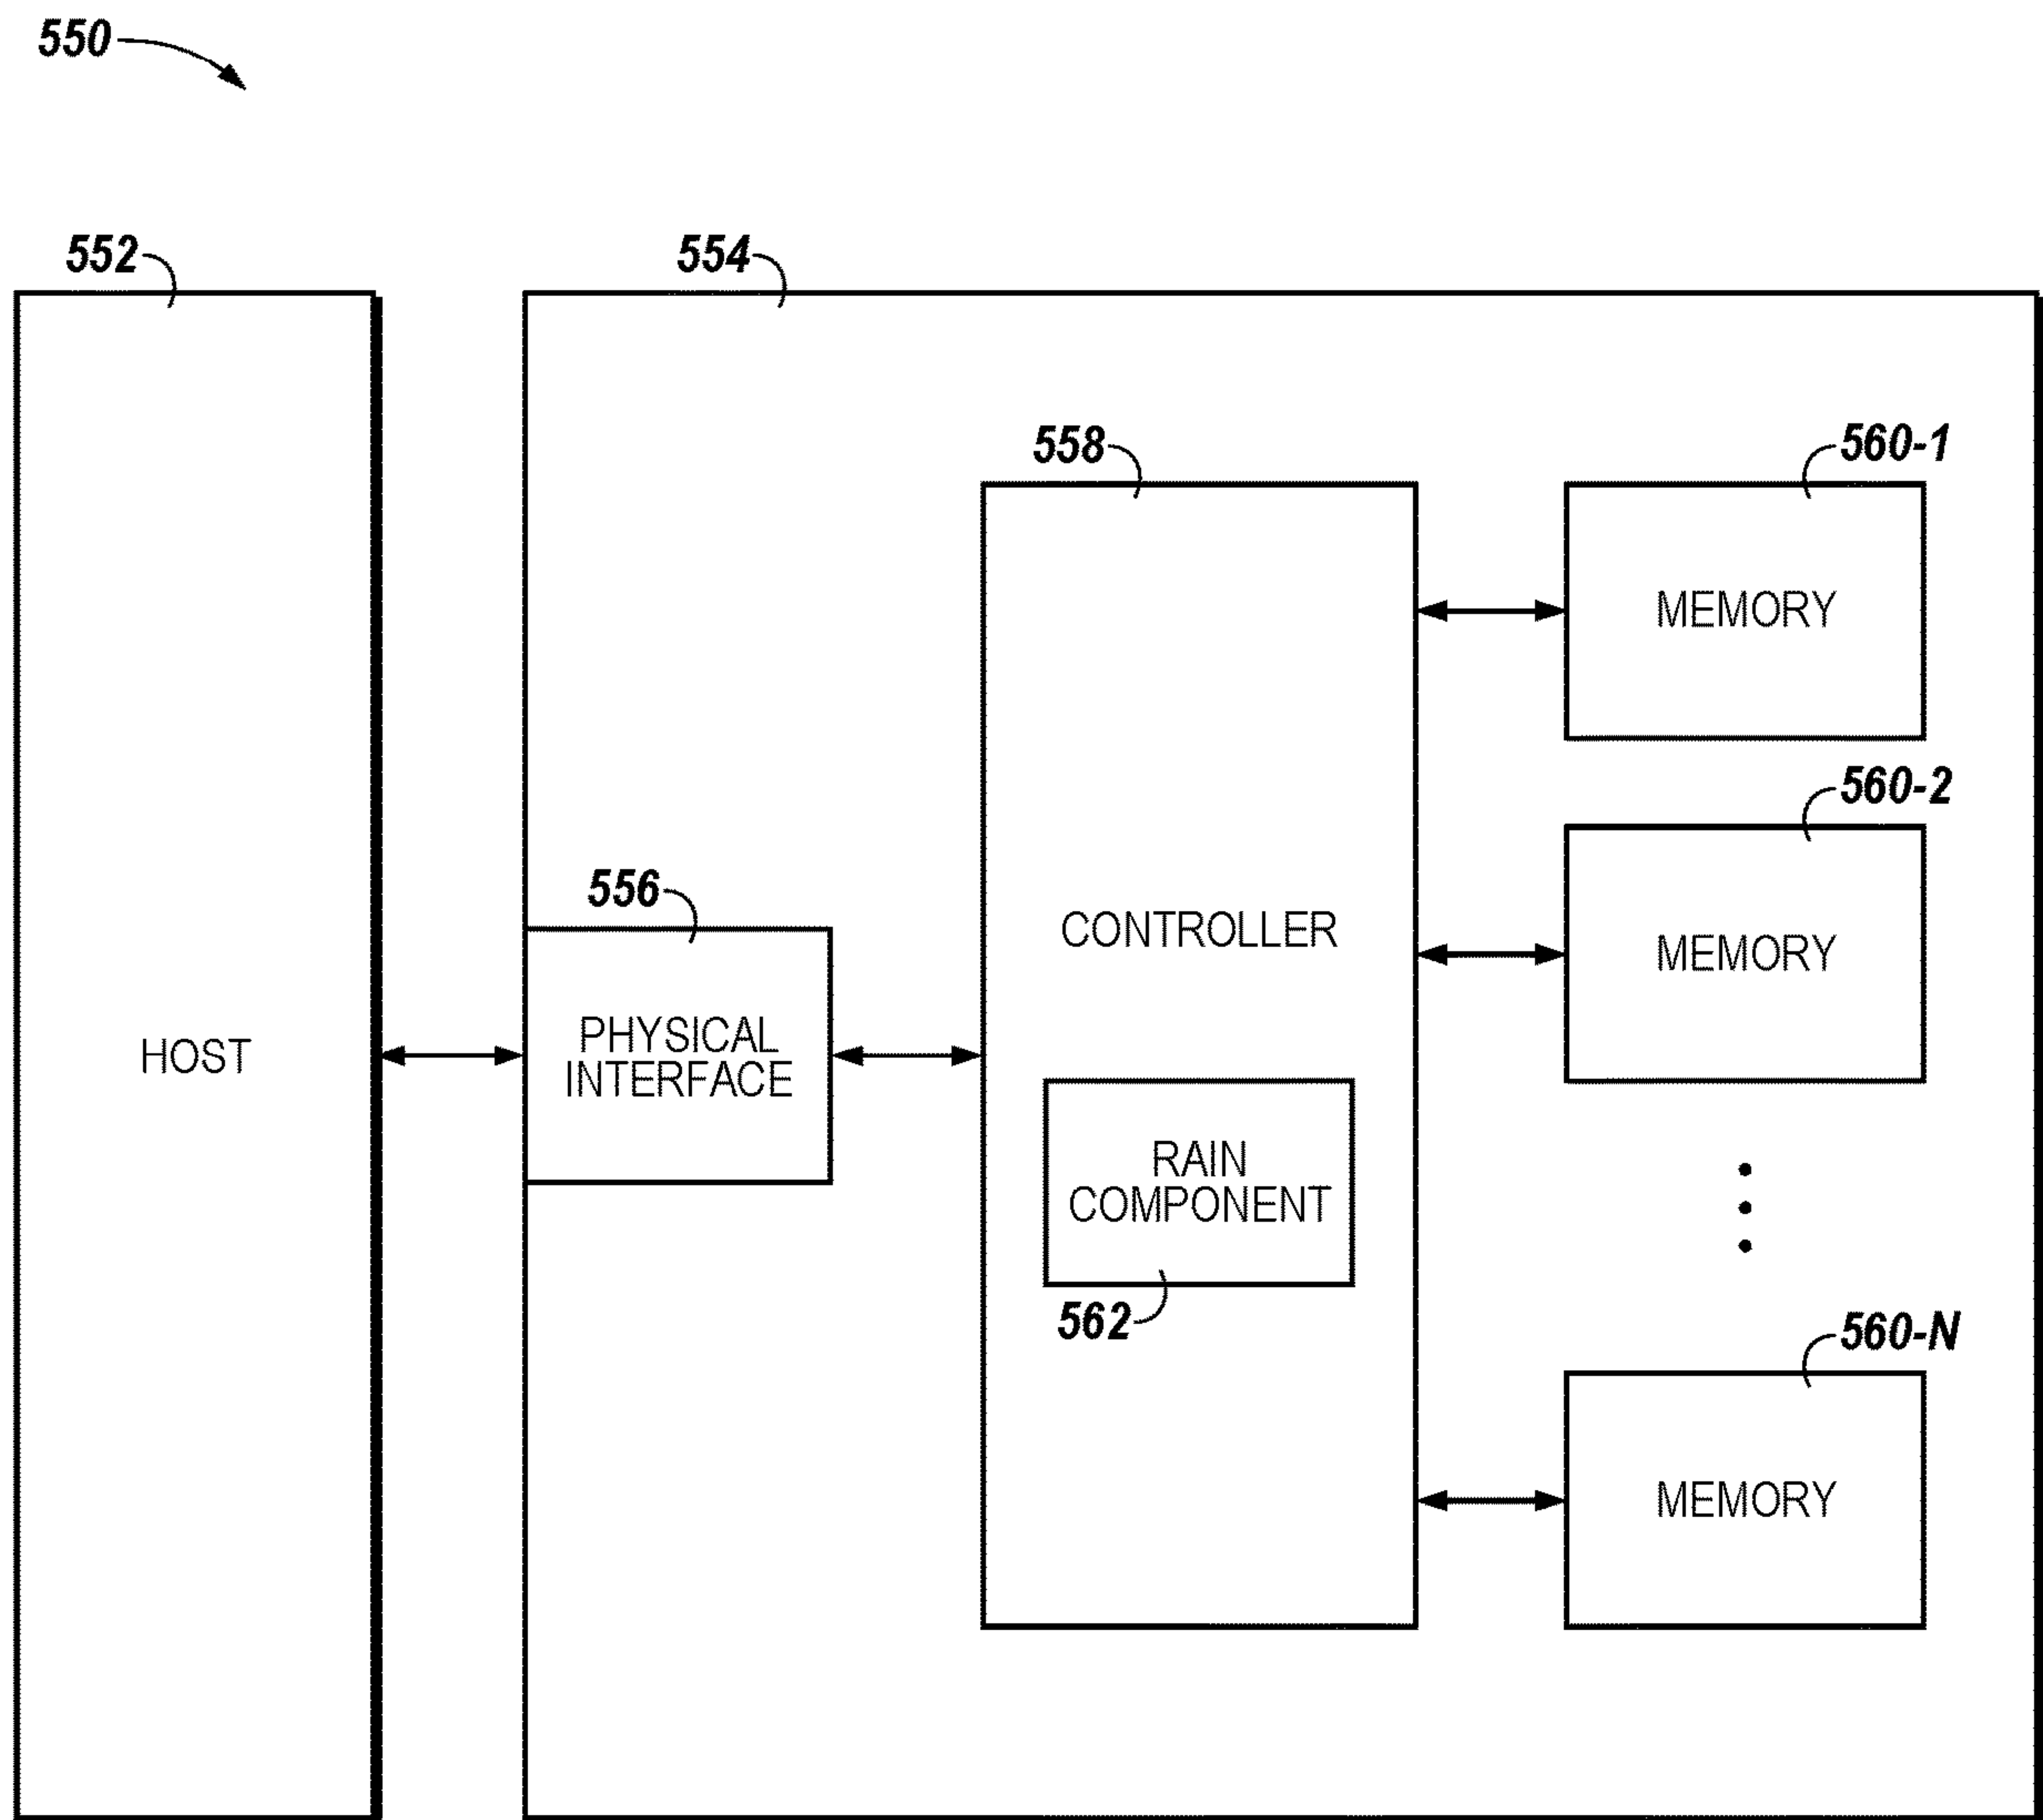 550
552
554
558
560-1
MEMORY
560-2
556
CONTROLLER
MEMORY
HOST
PHYSICAL
INTERFACE
RAIN
COMPONENT
562
560-N
MEMORY